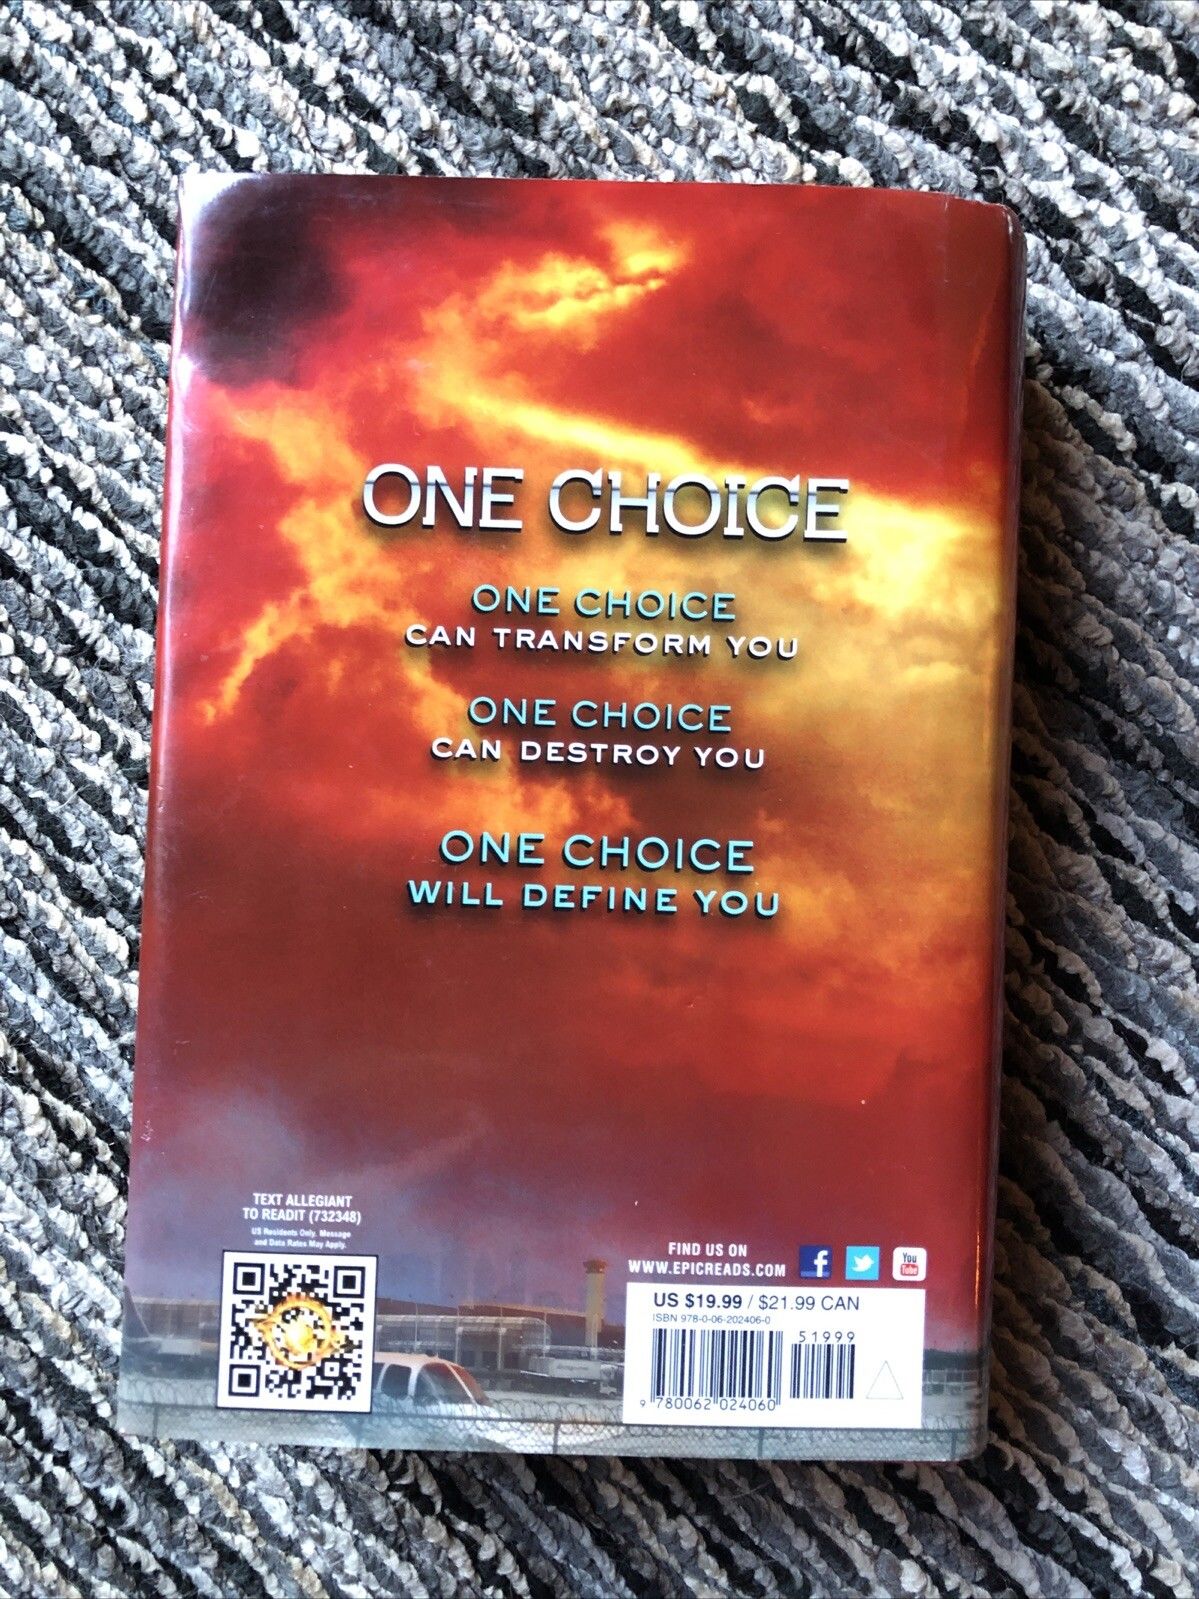 ONE CHOICE
ONE CHOICE
CAN TRANSFORM YOU
ONE CHOICE
CAN DESTROY YOU
ONE CHOICE
WILL DEFINE YOU
TEXT ALLEGIANT
TO READIT (732348)
US Residents Only. Message
and Data Rates May Apply.
FIND US ON
WWW.EPICREADS.COM
f
You
Tube
US $19.99 / $21.99 CAN
ISBN 978-0-06-202406-0
51999
9 780062 024060